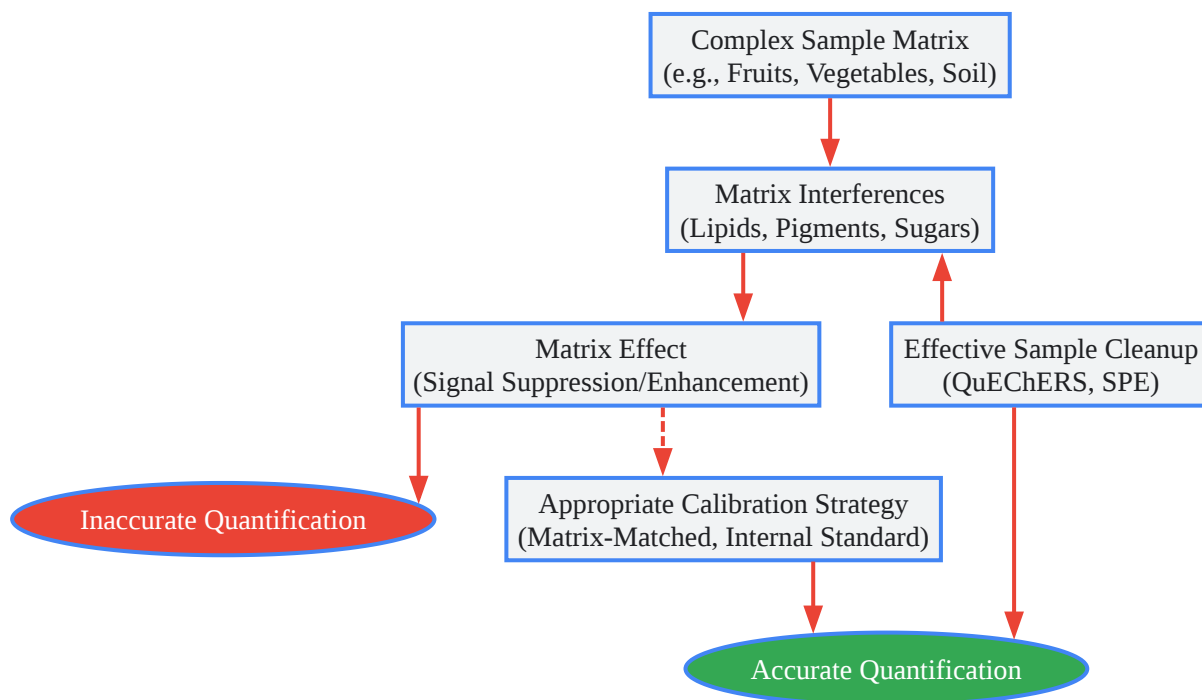 Complex Sample Matrix
(e.g., Fruits, Vegetables, Soil)
Matrix Interferences
(Lipids, Pigments, Sugars)
Matrix Effect
(Signal Suppression/Enhancement)
Effective Sample Cleanup
(QuEChERS, SPE)
Inaccurate Quantification
Appropriate Calibration Strategy
(Matrix-Matched, Internal Standard)
Accurate Quantification